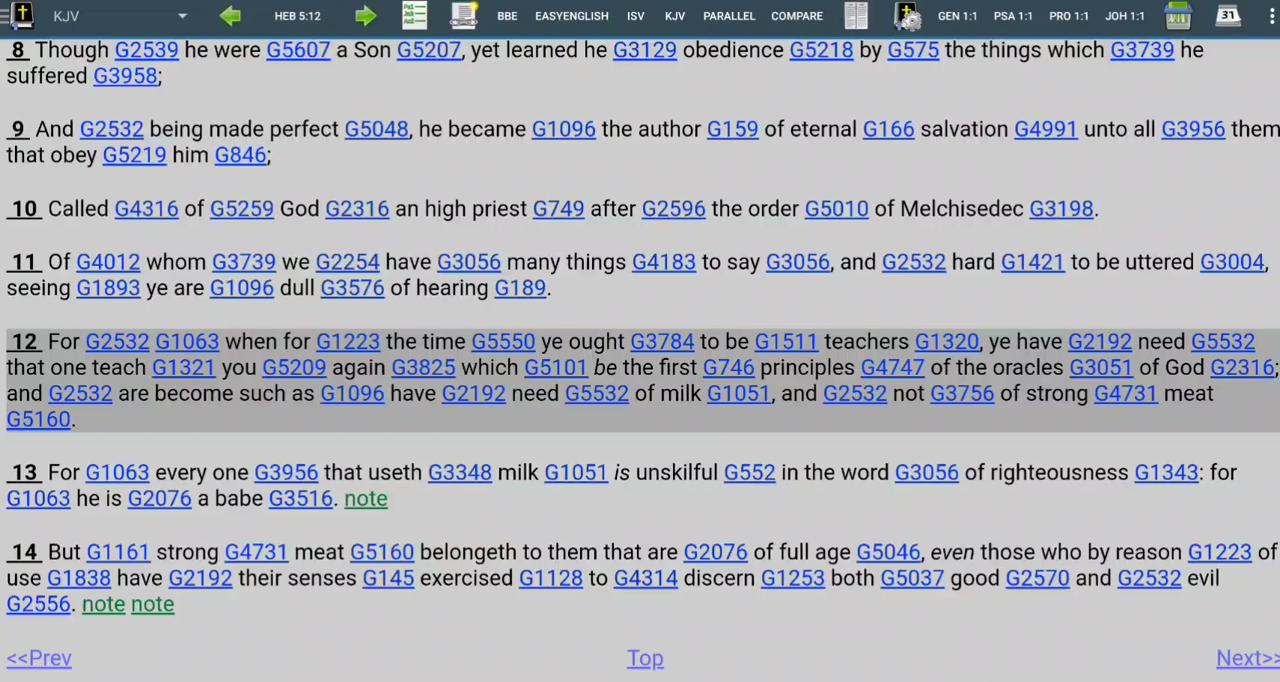 KJV HEB 5:12 BBE EASYENGLISH ISV KJV PARALLEL COMPARE GEN 1:1 PSA 1:1 PRO 1:1 JOH 1:1 31
8 Though G2539 he were G5607 a Son G5207, yet learned he G3129 obedience G5218 by G575 the things which G3739 he
suffered G3958;
9 And G2532 being made perfect G5048, he became G1096 the author G159 of eternal G166 salvation G4991 unto all G3956 them
that obey G5219 him G846;
10 Called G4316 of G5259 God G2316 an high priest G749 after G2596 the order G5010 of Melchisedec G3198.
11 Of G4012 whom G3739 we G2254 have G3056 many things G4183 to say G3056, and G2532 hard G1421 to be uttered G3004,
seeing G1893 ye are G1096 dull G3576 of hearing G189.
12 For G2532 G1063 when for G1223 the time G5550 ye ought G3784 to be G1511 teachers G1320, ye have G2192 need G5532
that one teach G1321 you G5209 again G3825 which G5101 be the first G746 principles G4747 of the oracles G3051 of God G2316;
and G2532 are become such as G1096 have G2192 need G5532 of milk G1051, and G2532 not G3756 of strong G4731 meat
G5160.
13 For G1063 every one G3956 that useth G3348 milk G1051 is unskilful G552 in the word G3056 of righteousness G1343: for
G1063 he is G2076 a babe G3516. note
14 But G1161 strong G4731 meat G5160 belongeth to them that are G2076 of full age G5046, even those who by reason G1223 of
use G1838 have G2192 their senses G145 exercised G1128 to G4314 discern G1253 both G5037 good G2570 and G2532 evil
G2556. note note
<<Prev Top Next>>